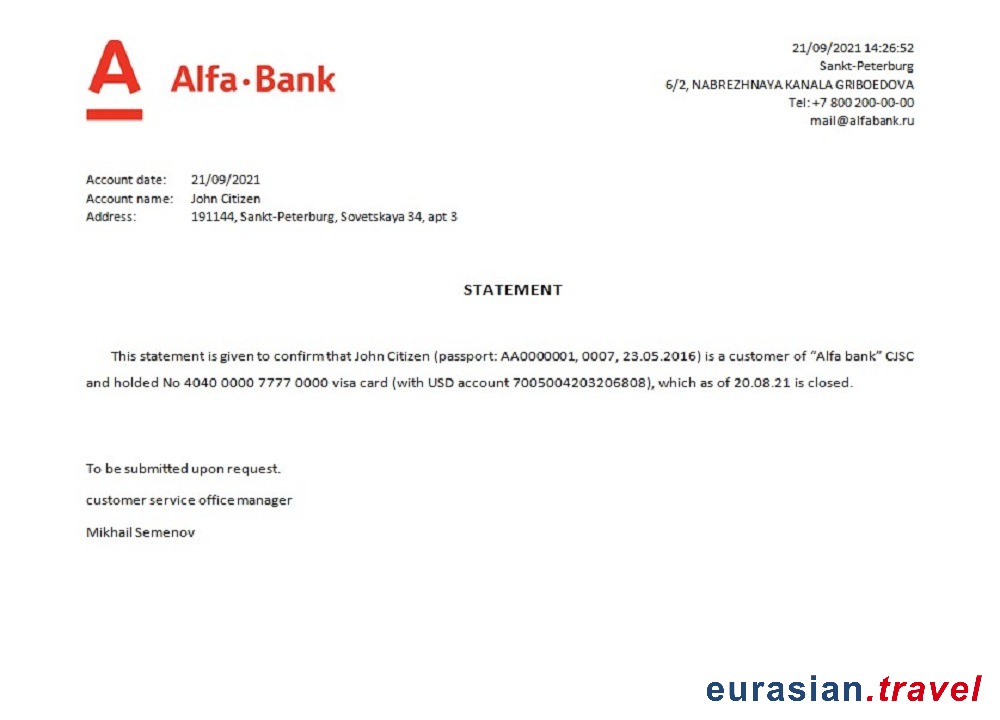 Alfa·Bank
21/09/2021 14:26:52
Sankt-Peterburg
6/2, NABREZHNAYA KANALA GRIBOEDOVA
Tel: +7 800 200-00-00
mail@alfabank.ru
Account date: 21/09/2021
Account name: John Citizen
Address: 191144, Sankt-Peterburg, Sovetskaya 34, apt 3
STATEMENT
This statement is given to confirm that John Citizen (passport: AA0000001, 0007, 23.05.2016) is a customer of “Alfa bank” CJSC
and holded No 4040 0000 7777 0000 visa card (with USD account 7005004203206808), which as of 20.08.21 is closed.
To be submitted upon request.
customer service office manager
Mikhail Semenov
eurasian.travel